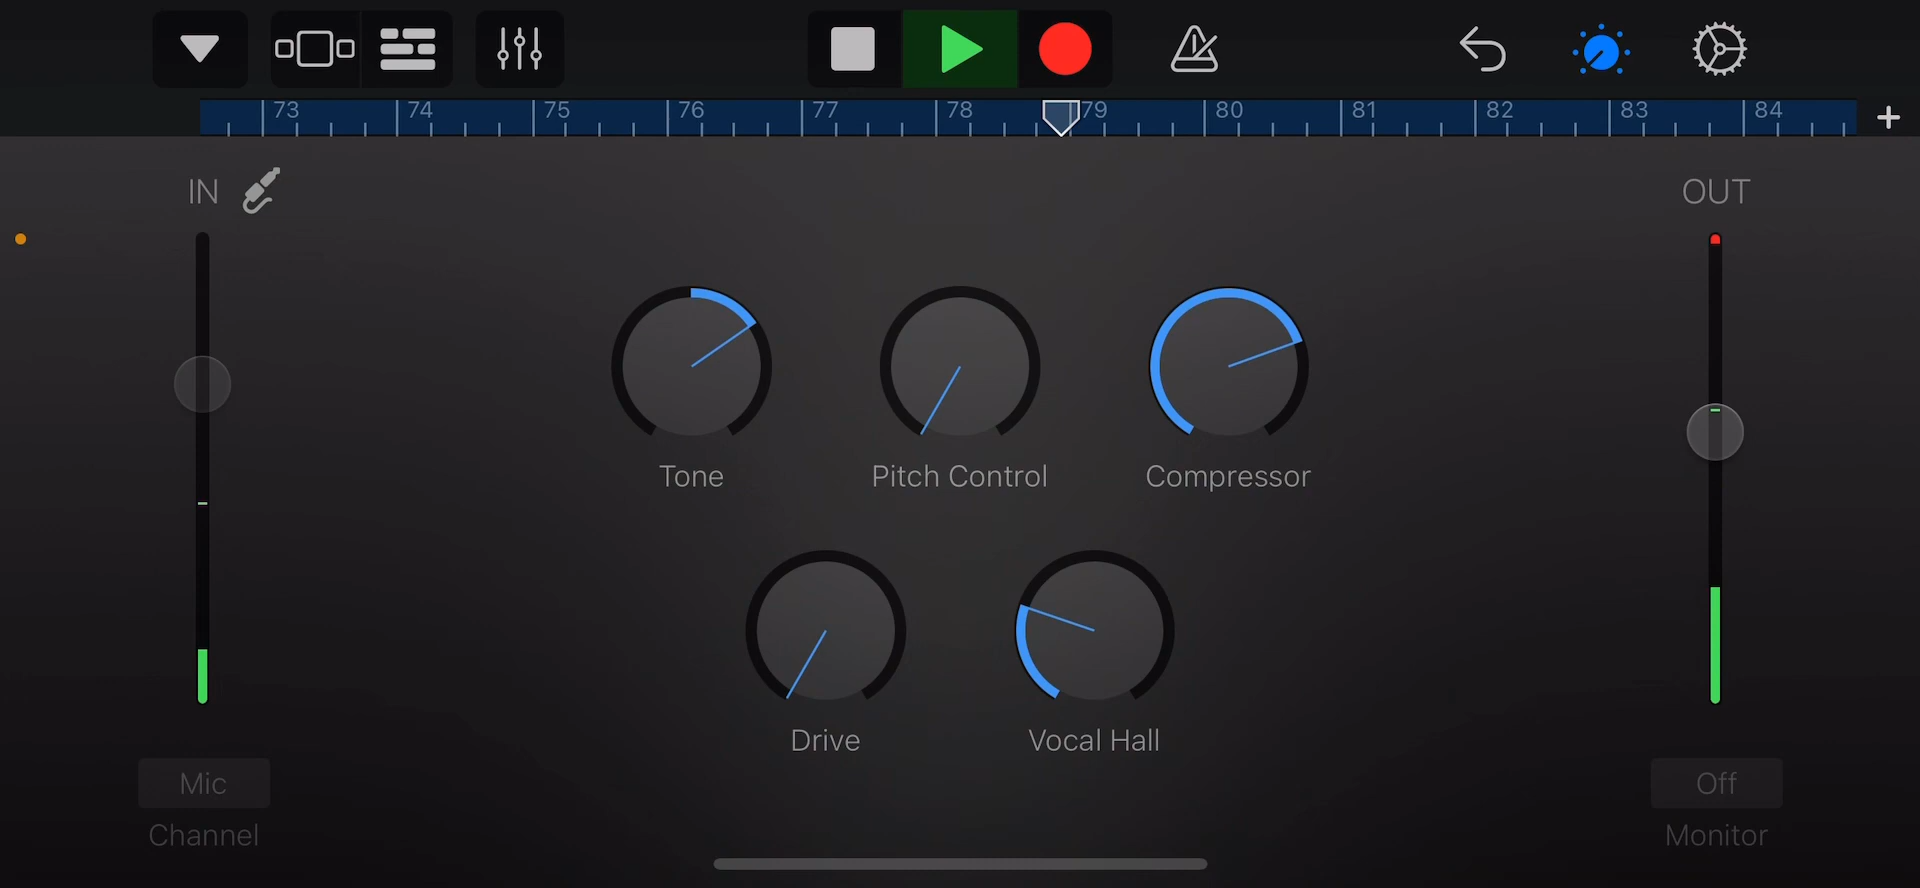 73 74 75 76 77 78 79 80 81 82 83 84 +
IN OUT
Tone Pitch Control Compressor
Drive Vocal Hall
Mic Off
Channel Monitor